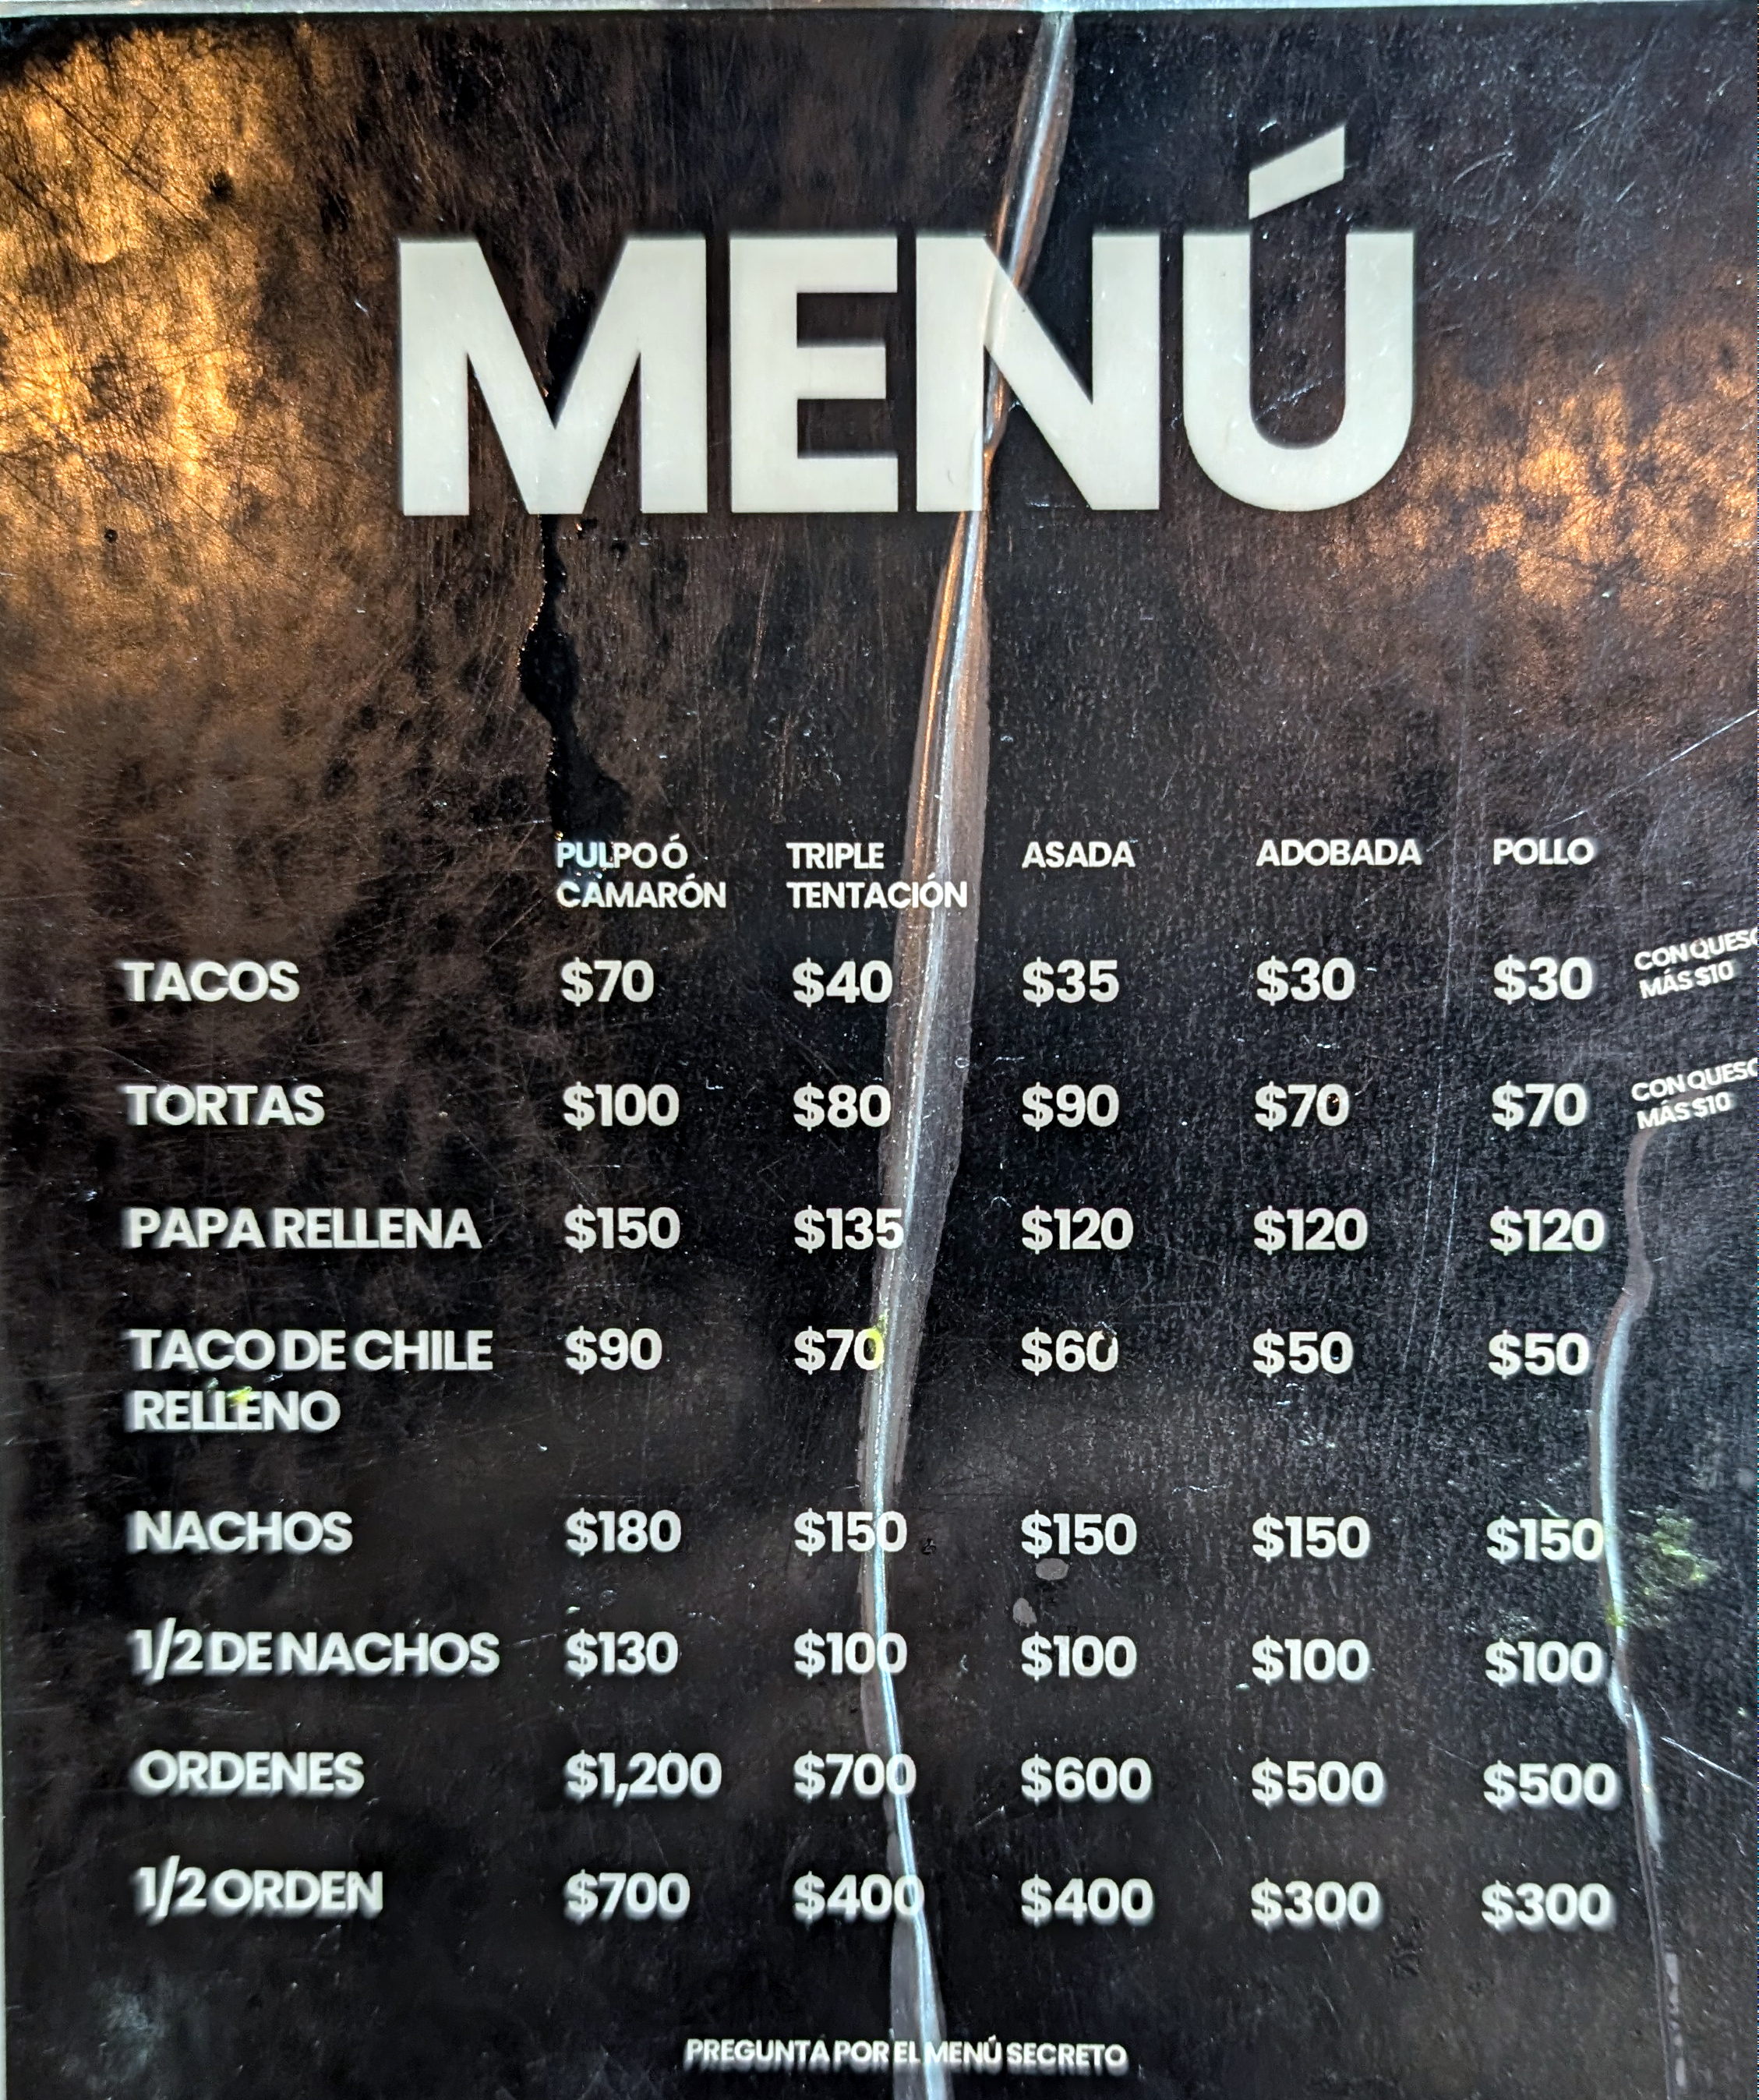 MENÚ
PULPO Ó TRIPLE ASADA ADOBADA POLLO
CAMARÓN TENTACIÓN
TACOS $70 $40 $35 $30 $30 CON QUESO
MÁS $10
TORTAS $100 $80 $90 $70 $70 CON QUESO
MÁS $10
PAPA RELLENA $150 $135 $120 $120 $120
TACO DE CHILE $90 $70 $60 $50 $50
RELLENO
NACHOS $180 $150 $150 $150 $150
1/2 DE NACHOS $130 $100 $100 $100 $100
ORDENES $1,200 $700 $600 $500 $500
1/2 ORDEN $700 $400 $400 $300 $300
PREGUNTA POR EL MENÚ SECRETO